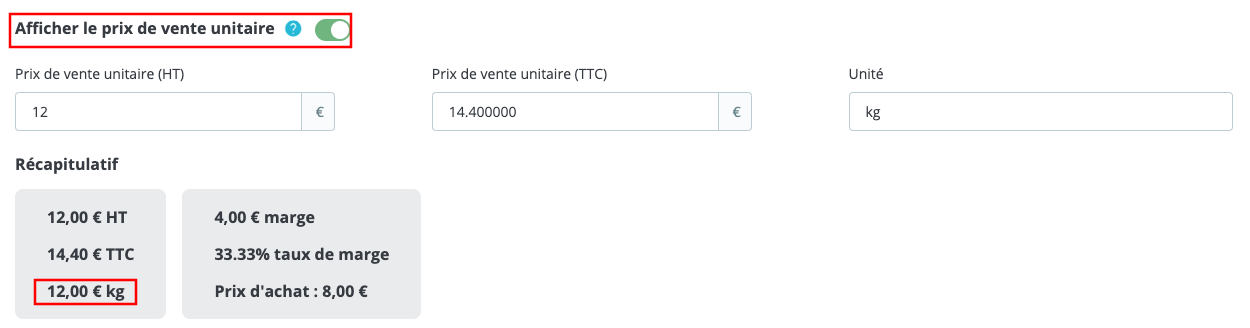 Afficher le prix de vente unitaire ?
Prix de vente unitaire (HT) Prix de vente unitaire (TTC) Unité
12 € 14.400000 € kg
Récapitulatif
12,00 € HT
14,40 € TTC
12,00 € kg
4,00 € marge
33.33% taux de marge
Prix d'achat : 8,00 €